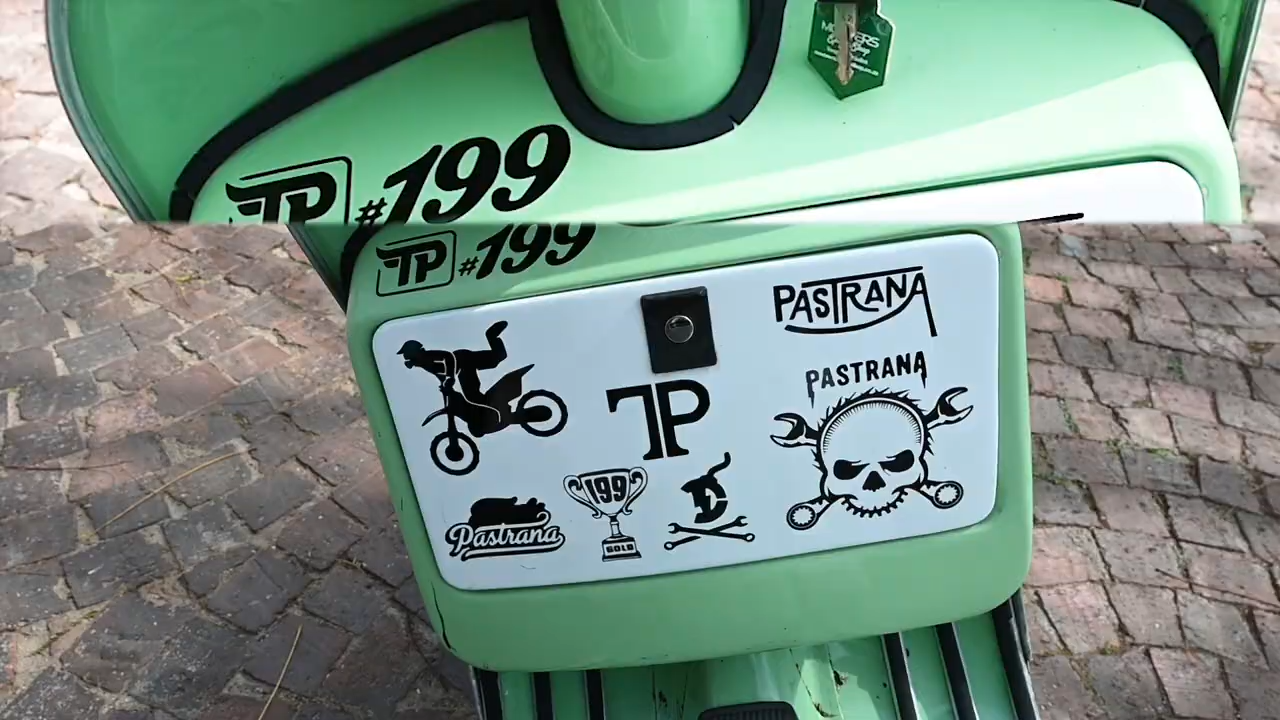 TP #199
TP #199
PASTRANA
PASTRANA
TP
199
GOLD
Pastrana